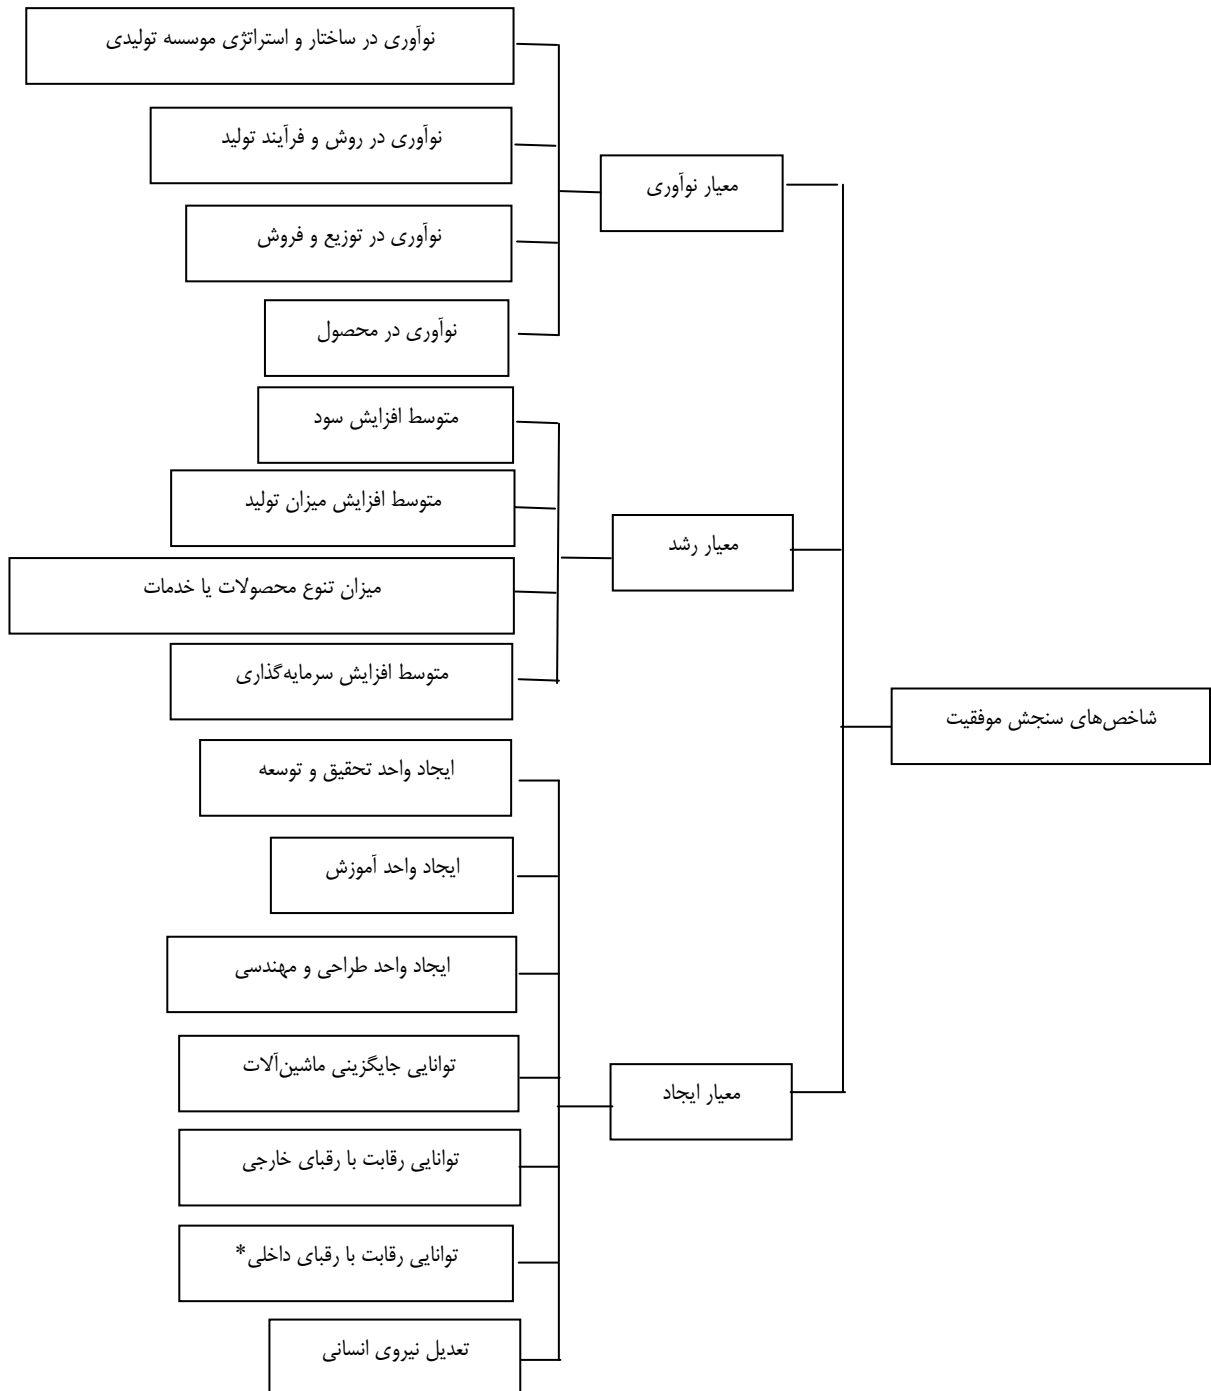 نوآوری در ساختار و استراتژی موسسه تولیدی
نوآوری در روش و فرآیند تولید
معیار نوآوری
نوآوری در توزیع و فروش
نوآوری در محصول
متوسط افزایش سود
متوسط افزایش میزان تولید
معیار رشد
میزان تنوع محصولات یا خدمات
متوسط افزایش سرمایه‌گذاری
شاخص‌های سنجش موفقیت
ایجاد واحد تحقیق و توسعه
ایجاد واحد آموزش
ایجاد واحد طراحی و مهندسی
توانایی جایگزینی ماشین‌آلات
معیار ایجاد
توانایی رقابت با رقبای خارجی
توانایی رقابت با رقبای داخلی*
تعدیل نیروی انسانی